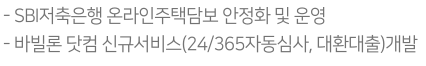 - SBI저축은행 온라인주택담보 안정화 및 운영
- 바빌론 닷컴 신규서비스(24/365자동심사, 대환대출)개발